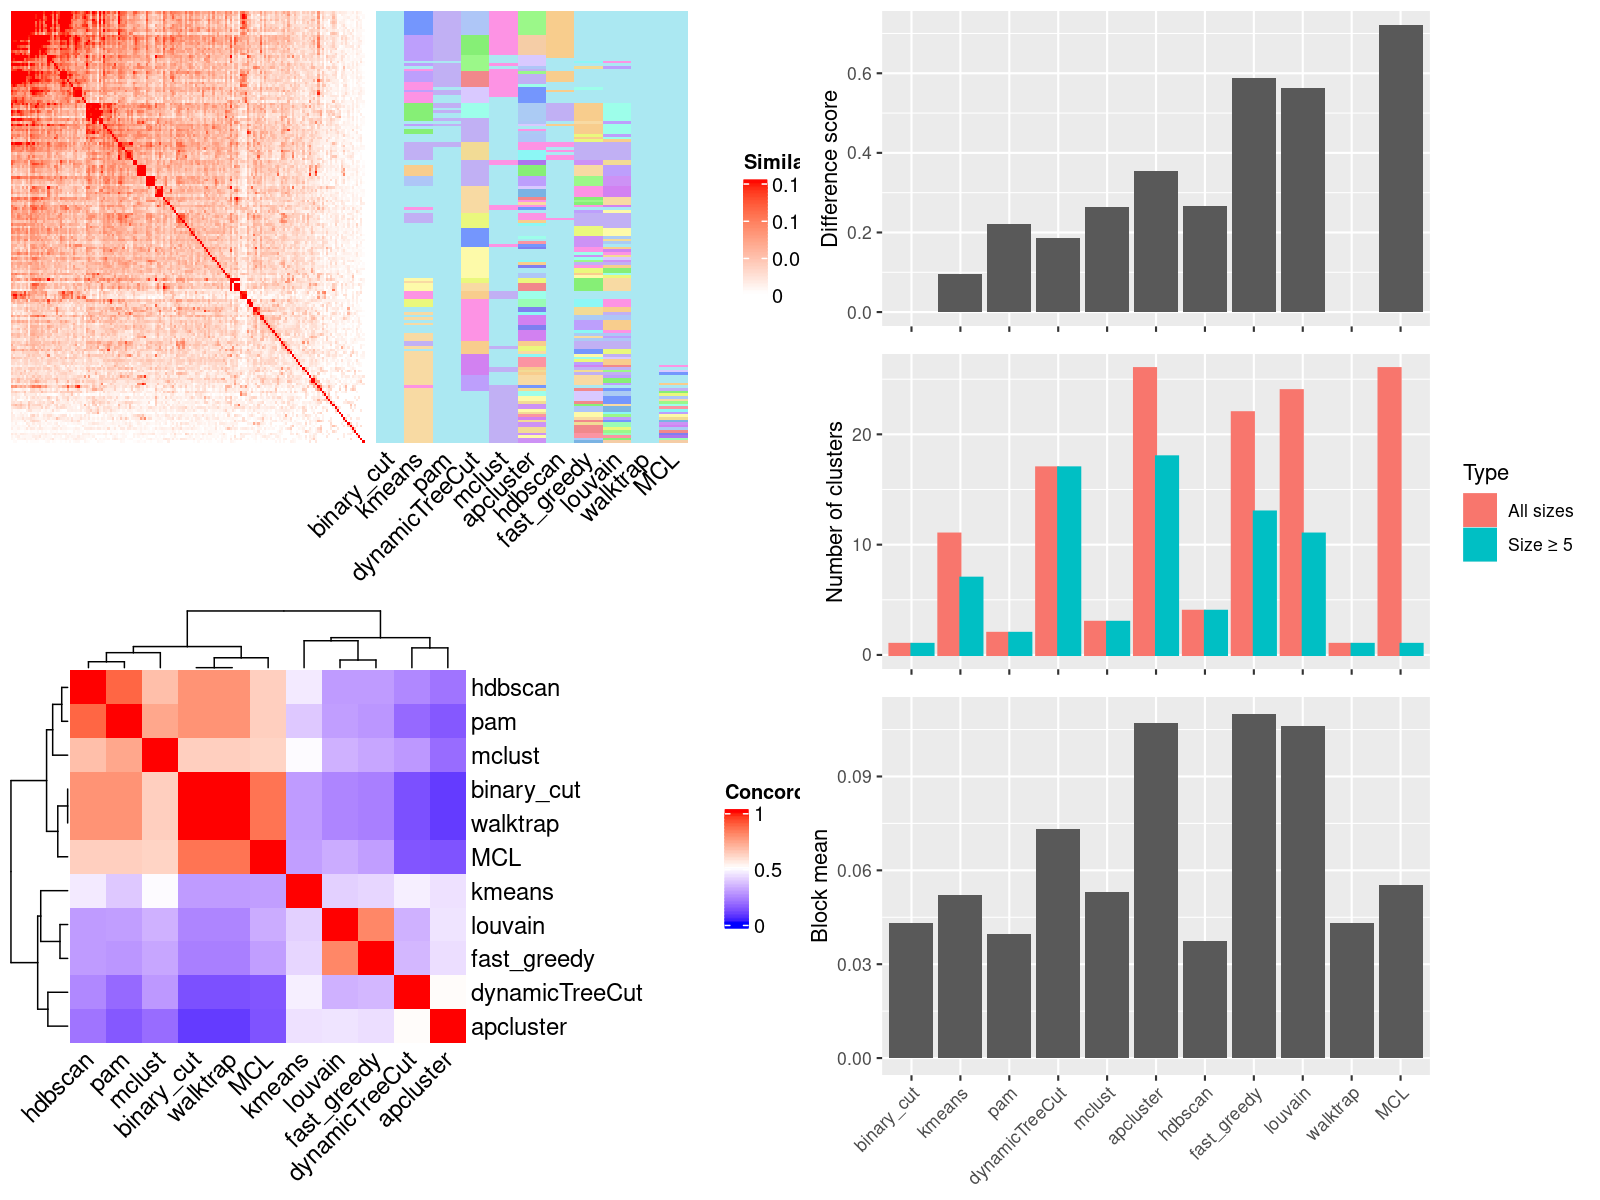 Simila
0.1
0.1
0.0
0
binary_cut
kmeans
pam
dynamicTreeCut
mclust
apcluster
hdbscan
fast_greedy
louvain
walktrap
MCL
hdbscan
pam
mclust
binary_cut
walktrap
MCL
kmeans
louvain
fast_greedy
dynamicTreeCut
apcluster
hdbscan
pam
mclust
binary_cut
walktrap
MCL
kmeans
louvain
fast_greedy
dynamicTreeCut
apcluster
Concord
1
0.5
0
Difference score
0.6
0.4
0.2
0.0
Number of clusters
20
10
0
Type
All sizes
Size ≥ 5
Block mean
0.09
0.06
0.03
0.00
binary_cut
kmeans
pam
dynamicTreeCut
mclust
apcluster
hdbscan
fast_greedy
louvain
walktrap
MCL